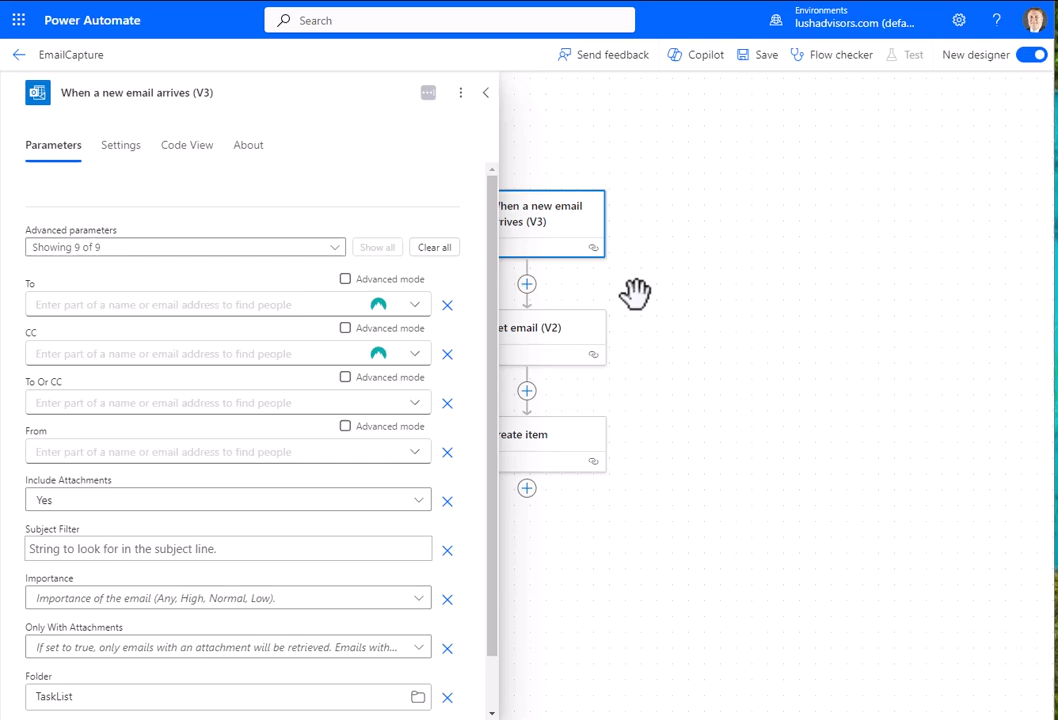 Power Automate
Search
Environments
lushadvisors.com (defa...
EmailCapture
Send feedback
Copilot
Save
Flow checker
Test
New designer
When a new email arrives (V3)
Parameters
Settings
Code View
About
Advanced parameters
Showing 9 of 9
Show all
Clear all
To
Advanced mode
Enter part of a name or email address to find people
CC
Advanced mode
Enter part of a name or email address to find people
To Or CC
Advanced mode
Enter part of a name or email address to find people
From
Advanced mode
Enter part of a name or email address to find people
Include Attachments
Yes
Subject Filter
String to look for in the subject line.
Importance
Importance of the email (Any, High, Normal, Low).
Only With Attachments
If set to true, only emails with an attachment will be retrieved. Emails with...
Folder
TaskList
hen a new email
rives (V3)
et email (V2)
reate item